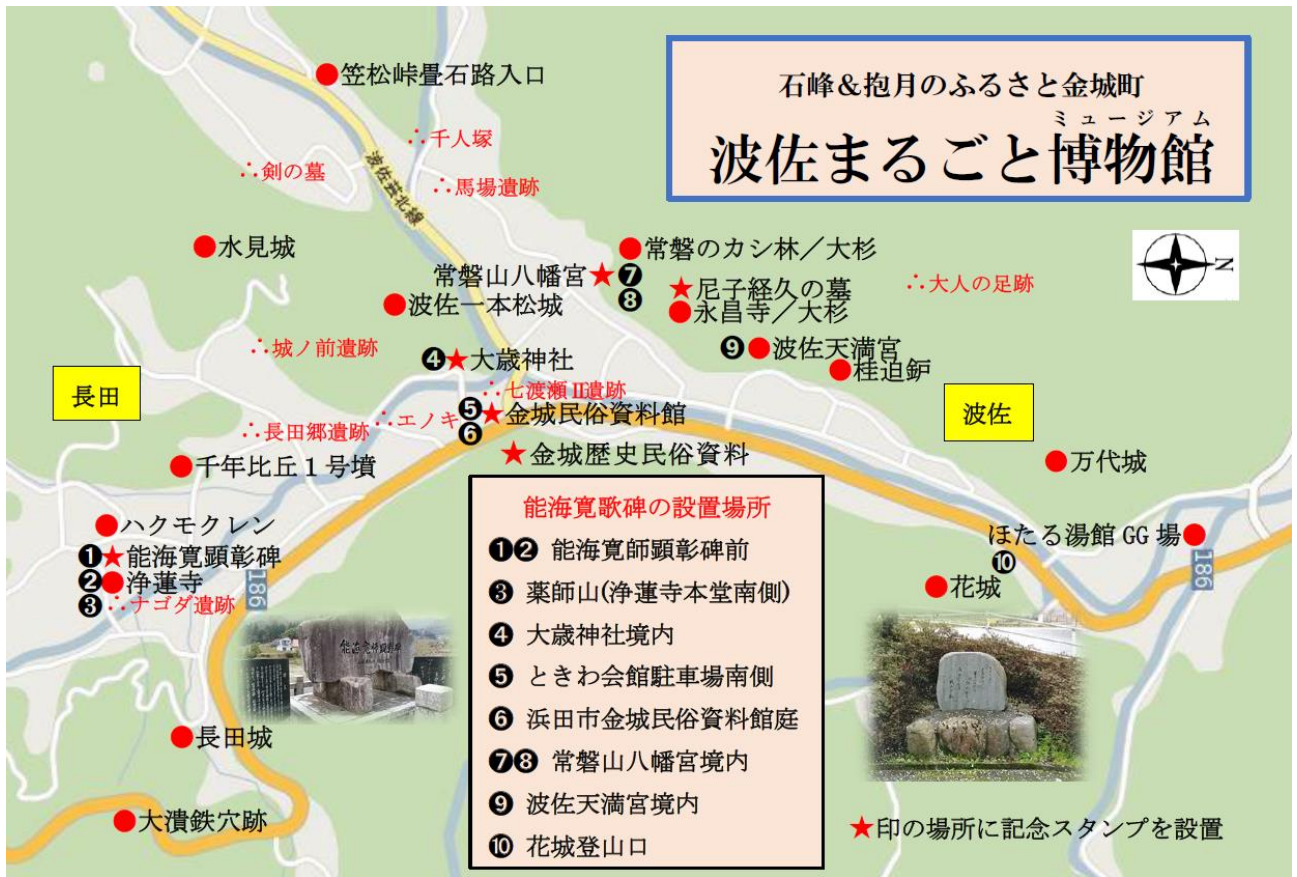 石峰＆抱月のふるさと金城町
ミュージアム
波佐まるごと博物館
N
●笠松峠畳石路入口
∴千人塚
∴剣の墓
∴馬場遺跡
波佐芸北線
●水見城
●常磐のカシ林／大杉
常磐山八幡宮★❼
❽
★尼子経久の墓
∴大人の足跡
●波佐一本松城
●永昌寺／大杉
∴城ノ前遺跡
❹★大歳神社
❾●波佐天満宮
●桂迫鈩
長田
∴七渡瀬Ⅱ遺跡
波佐
∴エノキ
❺★金城民俗資料館
❻
∴長田郷遺跡
★金城歴史民俗資料
●千年比丘1号墳
●万代城
●ハクモクレン
❶★能海寛顕彰碑
❷●浄蓮寺
❸∴ナゴダ遺跡
186
ほたる湯館GG場●
❿
●花城
186
能海寛歌碑の設置場所
❶❷ 能海寛師顕彰碑前
❸ 薬師山(浄蓮寺本堂南側)
❹ 大歳神社境内
❺ ときわ会館駐車場南側
❻ 浜田市金城民俗資料館庭
❼❽ 常磐山八幡宮境内
❾ 波佐天満宮境内
❿ 花城登山口
●長田城
●大潰鉄穴跡
★印の場所に記念スタンプを設置